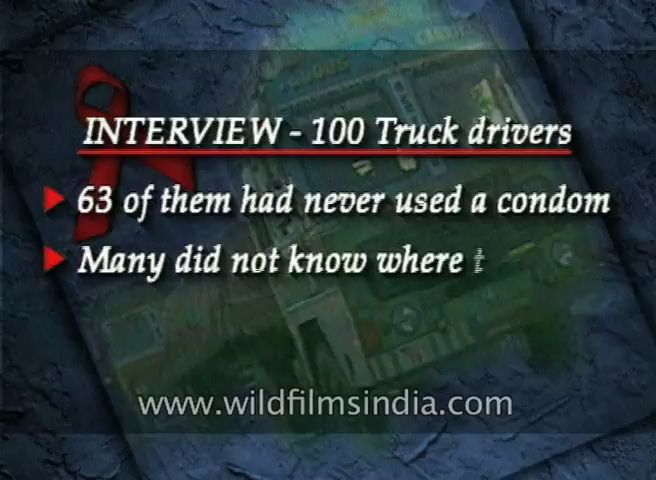 INTERVIEW - 100 Truck drivers
63 of them had never used a condom
Many did not know where
www.wildfilmsindia.com